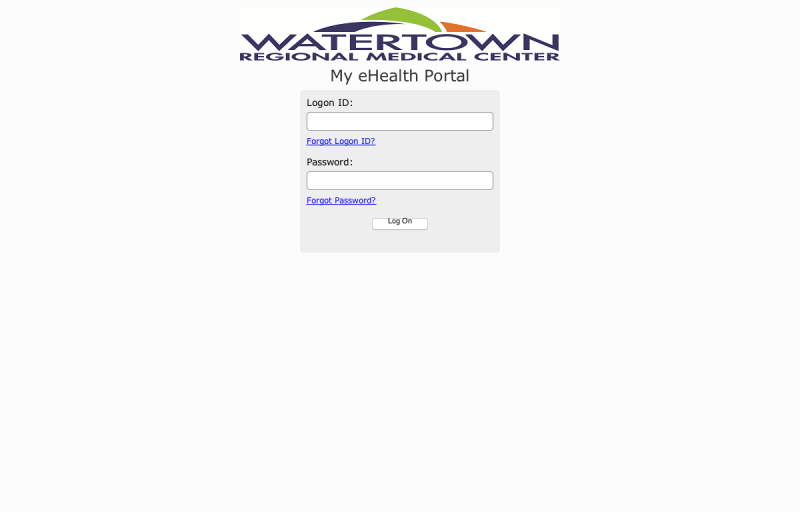 WATERTOWN
REGIONAL MEDICAL CENTER
My eHealth Portal
Logon ID:
Forgot Logon ID?
Password:
Forgot Password?
Log On